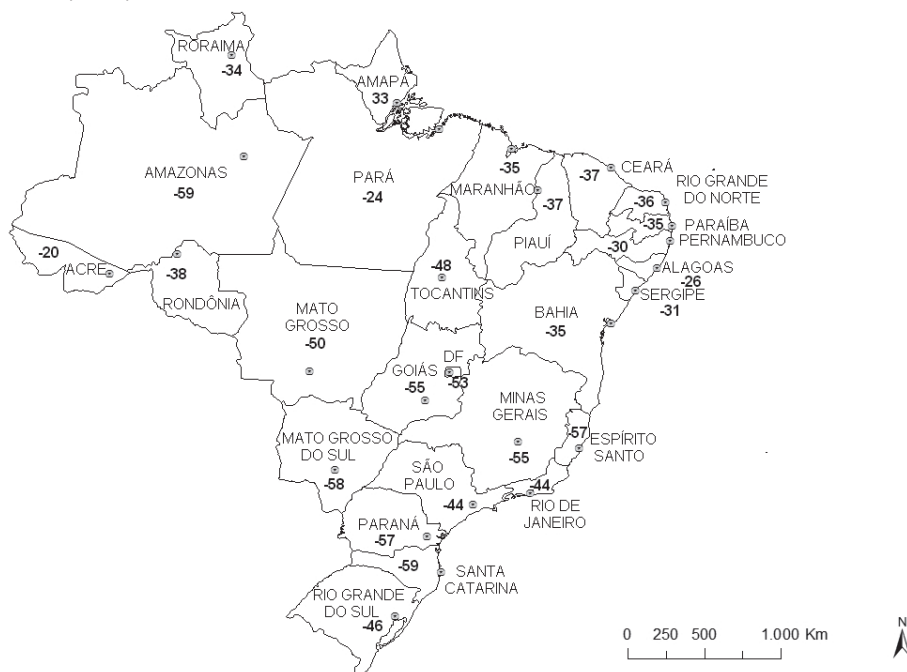 RORAIMA
-34
AMAPÁ
33
AMAZONAS
-59
PARÁ
-24
-35
MARANHÃO
-37
PIAUÍ
-37
CEARÁ
-36
RIO GRANDE
DO NORTE
-35
PARAÍBA
-30
PERNAMBUCO
ALAGOAS
-26
SERGIPE
-31
-20
ACRE
-38
RONDÔNIA
-48
TOCANTINS
MATO
GROSSO
-50
BAHIA
-35
DF
-53
GOIÁS
-55
MINAS
GERAIS
-55
-57
ESPÍRITO
SANTO
MATO GROSSO
DO SUL
-58
SÃO
PAULO
-44
-44
RIO DE
JANEIRO
PARANÁ
-57
-59
SANTA
CATARINA
RIO GRANDE
DO SUL
-46
0 250 500 1.000 Km
N